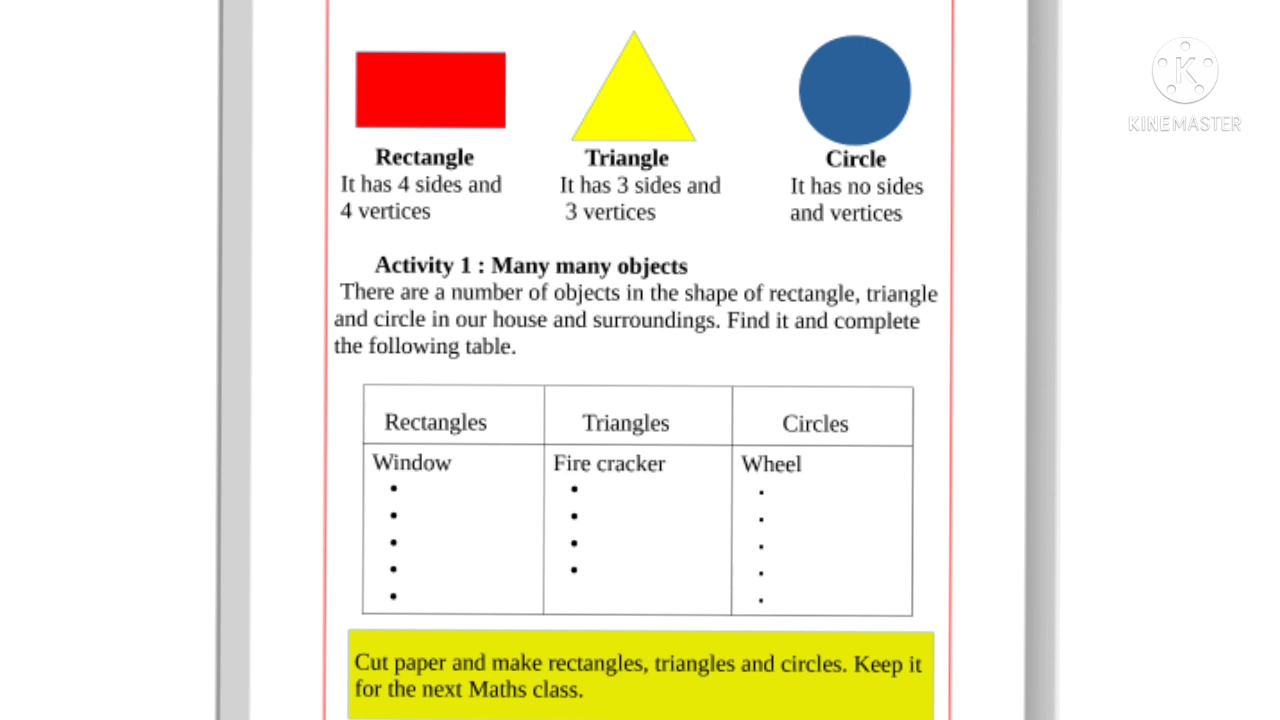 Rectangle
It has 4 sides and
4 vertices
Triangle
It has 3 sides and
3 vertices
Circle
It has no sides
and vertices
KINEMASTER
Activity 1 : Many many objects
There are a number of objects in the shape of rectangle, triangle
and circle in our house and surroundings. Find it and complete
the following table.
Rectangles
Triangles
Circles
Window
Fire cracker
Wheel
Cut paper and make rectangles, triangles and circles. Keep it
for the next Maths class.